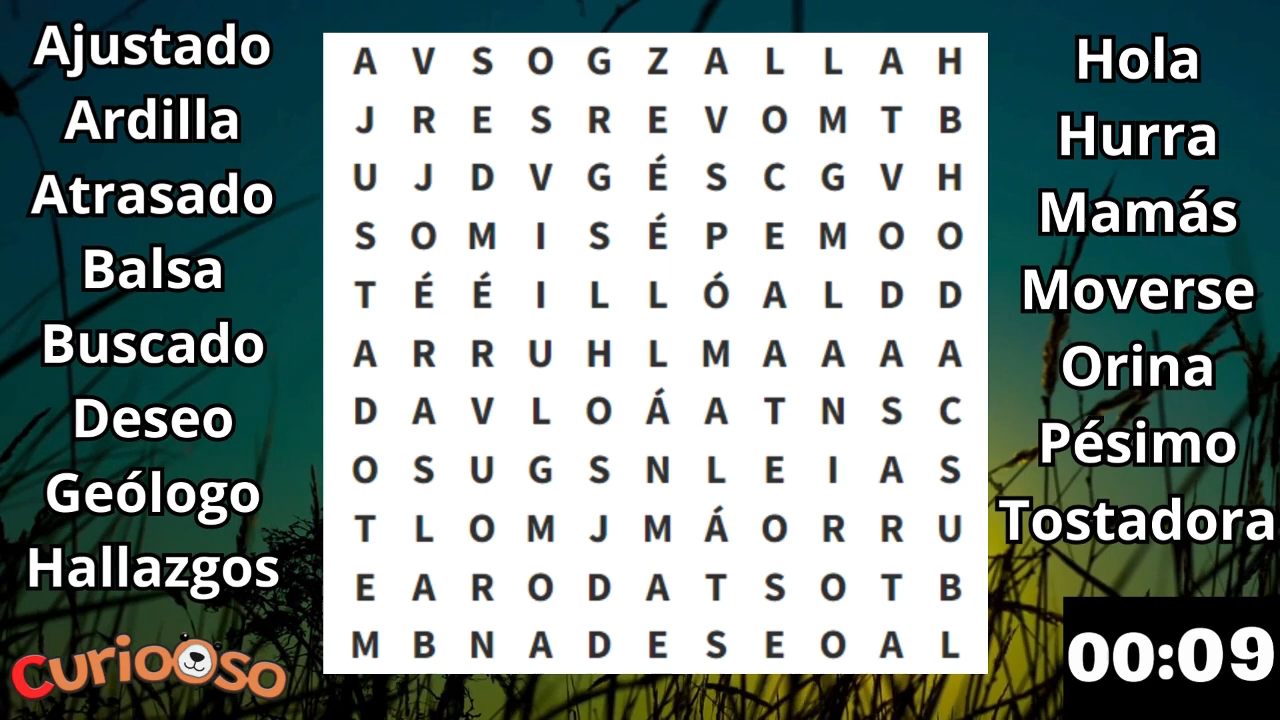 Ajustado
Ardilla
Atrasado
Balsa
Buscado
Deseo
Geólogo
Hallazgos
A V S O G Z A L L A H
J R E S R E V O M T B
U J D V G É S C G V H
S O M I S É P E M O O
T É É I L L Ó A L D D
A R R U H L M A A A A
D A V L O Á A T N S C
O S U G S N L E I A S
T L O M J M Á O R R U
E A R O D A T S O T B
M B N A D E S E O A L
Hola
Hurra
Mamás
Moverse
Orina
Pésimo
Tostadora
curiooso
00:09